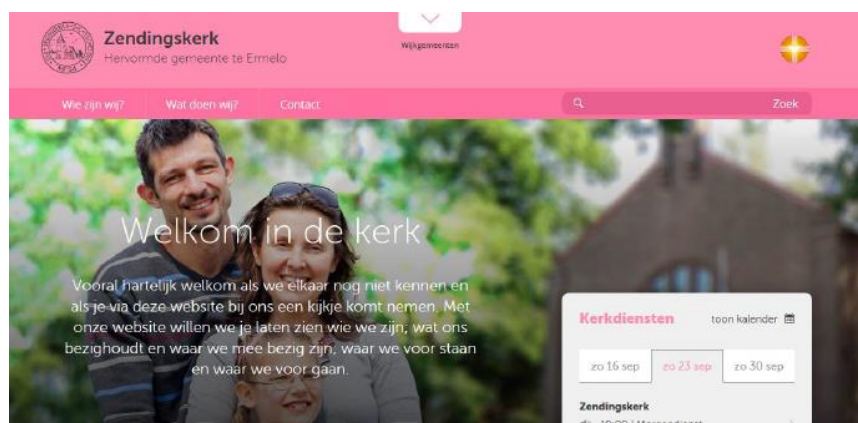 Zendingskerk
Hervormde gemeente te Ermelo
Wijkgemeenten
Wie zijn wij?
Wat doen wij?
Contact
Zoek
Welkom in de kerk
Vooral hartelijk welkom als we elkaar nog niet kennen en
als je via deze website bij ons een kijkje komt nemen. Met
onze website willen we je laten zien wie we zijn, wat ons
bezighoudt en waar we mee bezig zijn, waar we voor staan
en waar we voor gaan.
Kerkdiensten
toon kalender
zo 16 sep
zo 23 sep
zo 30 sep
Zendingskerk